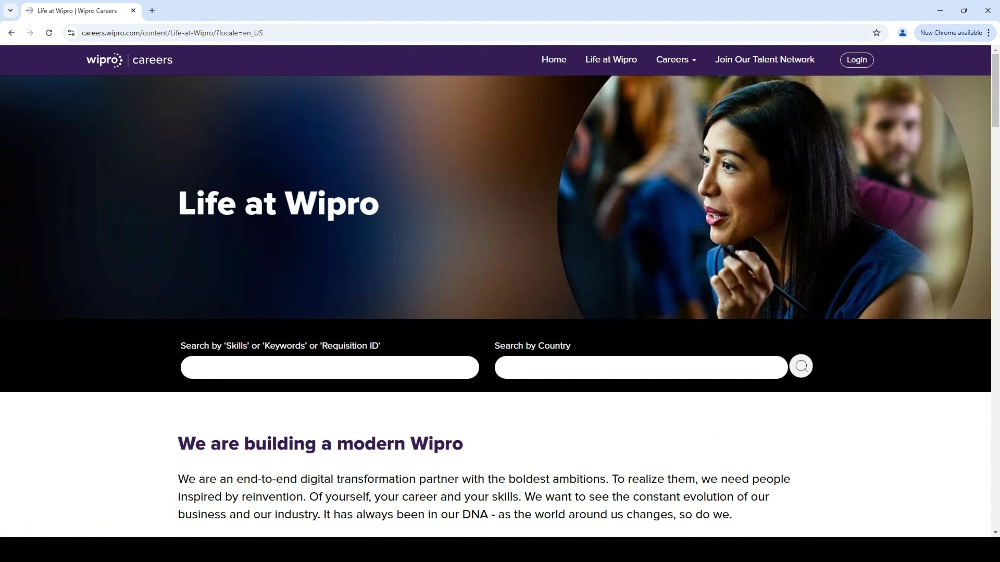 Life at Wipro | Wipro Careers
careers.wipro.com/content/Life-at-Wipro/?locale=en_US
New Chrome available
wipro | careers
Home
Life at Wipro
Careers
Join Our Talent Network
Login
Life at Wipro
Search by ‘Skills’ or ‘Keywords’ or 'Requisition ID’
Search by Country
We are building a modern Wipro
We are an end-to-end digital transformation partner with the boldest ambitions. To realize them, we need people
inspired by reinvention. Of yourself, your career and your skills. We want to see the constant evolution of our
business and our industry. It has always been in our DNA - as the world around us changes, so do we.